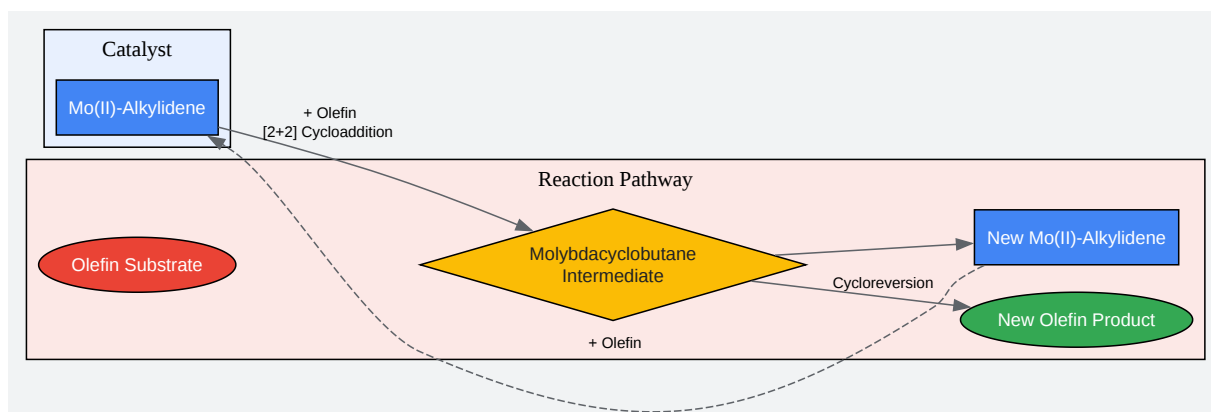 Catalyst
Mo(II)-Alkylidene
+ Olefin
[2+2] Cycloaddition
Reaction Pathway
Olefin Substrate
Molybdacyclobutane
Intermediate
New Mo(II)-Alkylidene
Cycloreversion
New Olefin Product
+ Olefin